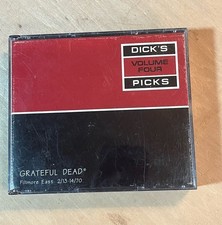 DICK'S
VOLUME
FOUR
PICKS
GRATEFUL DEAD®
Fillmore East 2/13-14/70